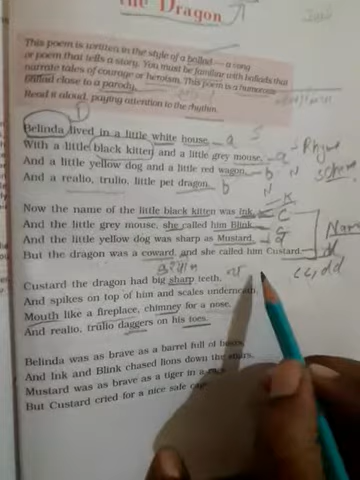 the Dragon
This poem is written in the style of a ballad — a song
or poem that tells a story. You must be familiar with ballads that
narrate tales of courage or heroism. This poem is a humorous
ballad close to a parody.
Read it aloud, paying attention to the rhythm.
Belinda lived in a little white house, a
With a little black kitten and a little grey mouse, a Rhyme
And a little yellow dog and a little red wagon, b
And a realio, trulio, little pet dragon. b
Now the name of the little black kitten was Ink,
And the little grey mouse, she called him Blink, Name
And the little yellow dog was sharp as Mustard,
But the dragon was a coward, and she called him Custard. cc, dd
Custard the dragon had big sharp teeth,
And spikes on top of him and scales underneath,
Mouth like a fireplace, chimney for a nose,
And realio, trulio daggers on his toes.
Belinda was as brave as a barrel full of bears,
And Ink and Blink chased lions down the stairs,
Mustard was as brave as a tiger in a
But Custard cried for a nice safe